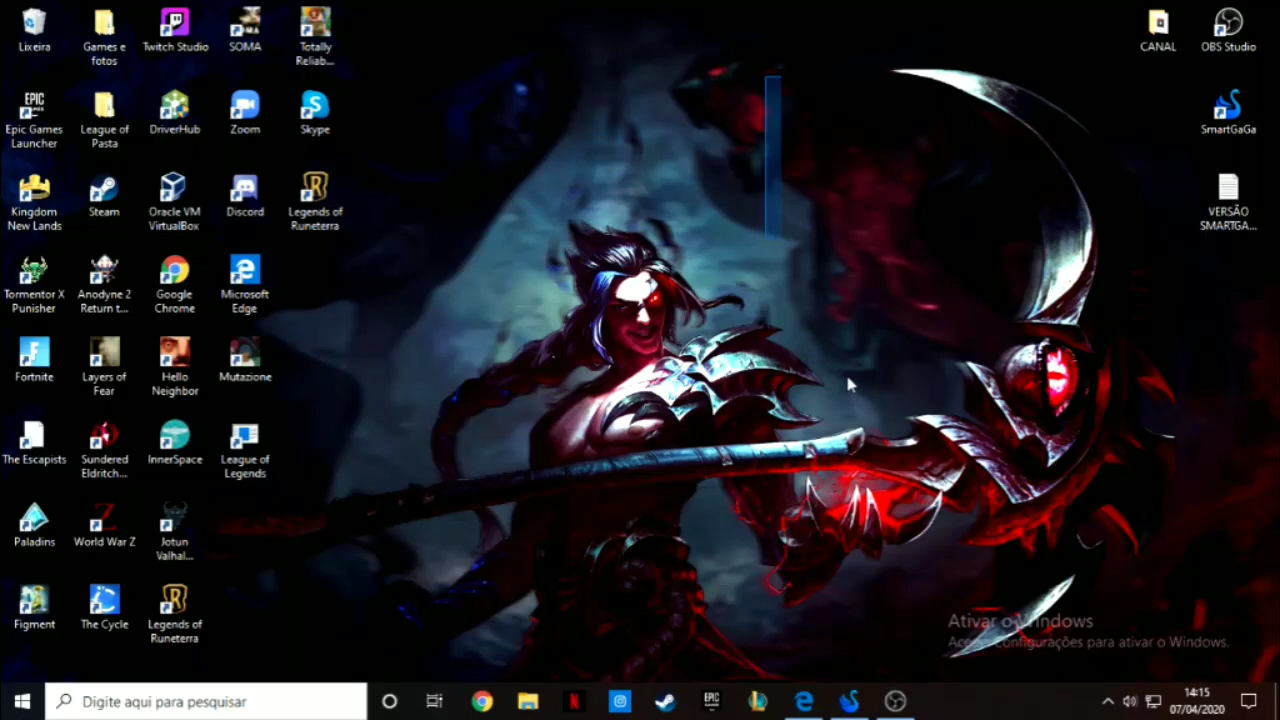 Lixeira
Games e
fotos
Twitch Studio
SOMA
Totally
Reliab...
CANAL
OBS Studio
EPIC
GAMES
Epic Games
Launcher
League of
Pasta
DriverHub
Zoom
Skype
SmartGaGa
Kingdom
New Lands
Steam
Oracle VM
VirtualBox
Discord
Legends of
Runeterra
VERSÃO
SMARTGA...
Tormentor X
Punisher
Anodyne 2
Return t...
Google
Chrome
Microsoft
Edge
Fortnite
Layers of
Fear
Hello
Neighbor
Mutazione
The Escapists
Sundered
Eldritch...
InnerSpace
League of
Legends
Paladins
World War Z
Jotun
Valhal...
Figment
The Cycle
Legends of
Runeterra
Ativar o Windows
Acesse Configurações para ativar o Windows.
Digite aqui para pesquisar
EPIC
GAMES
14:15
07/04/2020